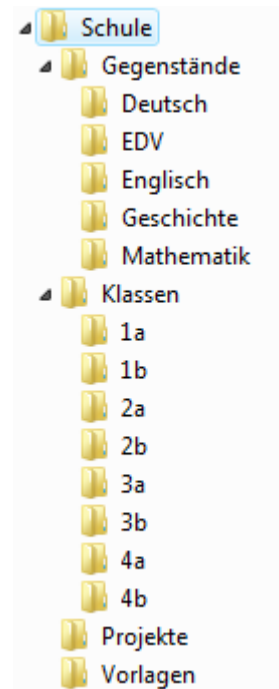 Schule
Gegenstände
Deutsch
EDV
Englisch
Geschichte
Mathematik
Klassen
1a
1b
2a
2b
3a
3b
4a
4b
Projekte
Vorlagen